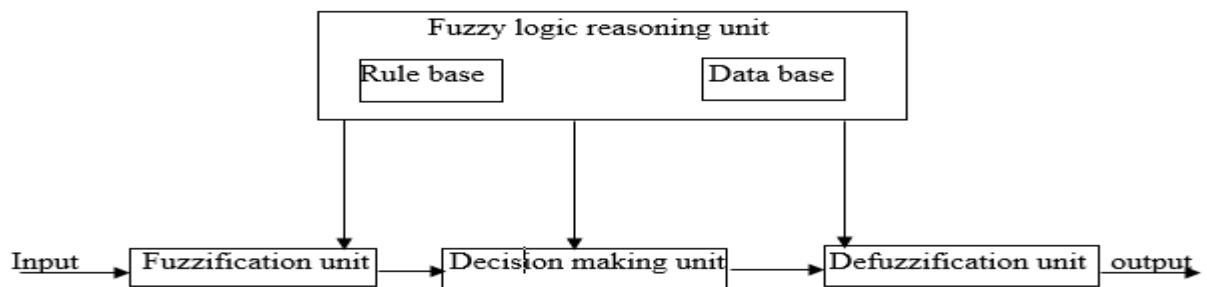 Fuzzy logic reasoning unit
Rule base
Data base
Input
Fuzzification unit
Decision making unit
Defuzzification unit
output